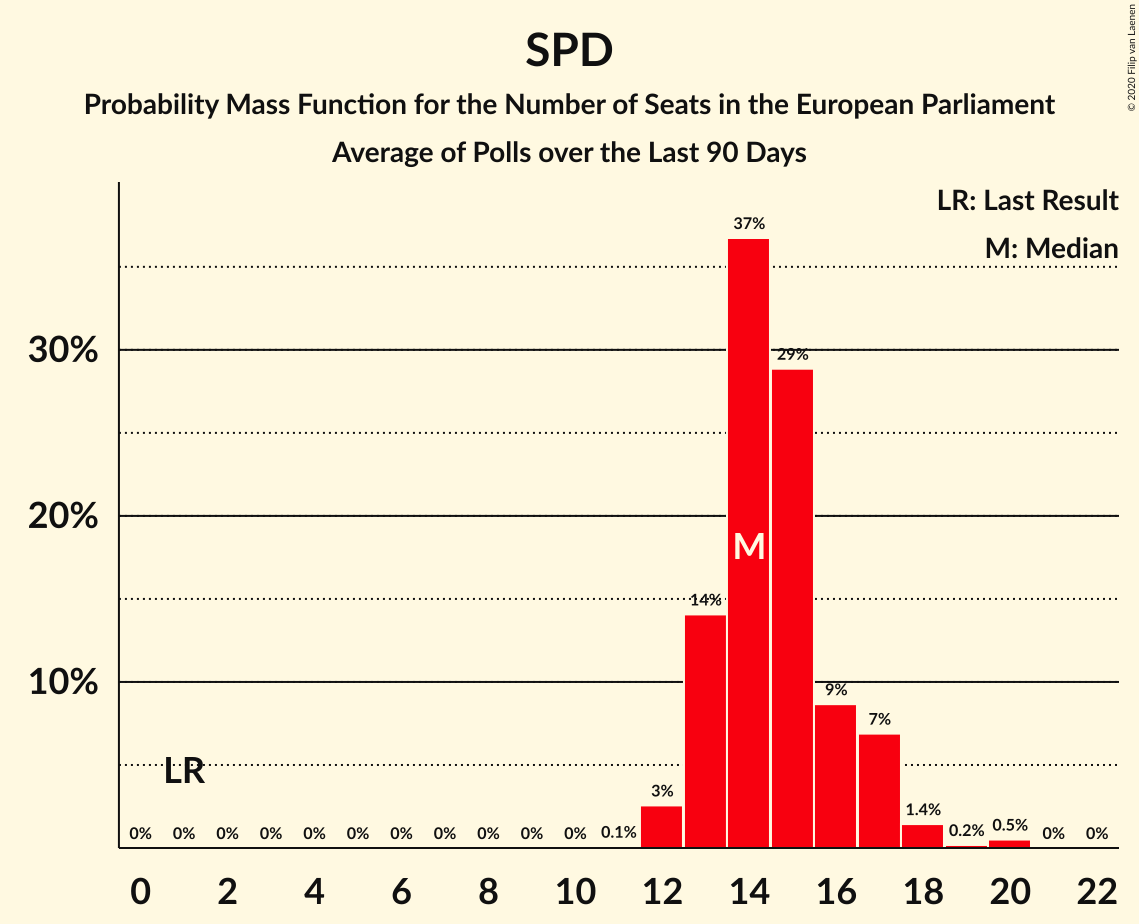 SPD
Probability Mass Function for the Number of Seats in the European Parliament
Average of Polls over the Last 90 Days
© 2020 Filip van Laenen
LR: Last Result
M: Median
37%
30%
29%
20%
M
14%
10%
9%
7%
LR
3%
1.4%
0.5%
0.2%
0.1%
0% 0% 0% 0% 0% 0% 0% 0% 0% 0% 0% 0% 0%
0 2 4 6 8 10 12 14 16 18 20 22